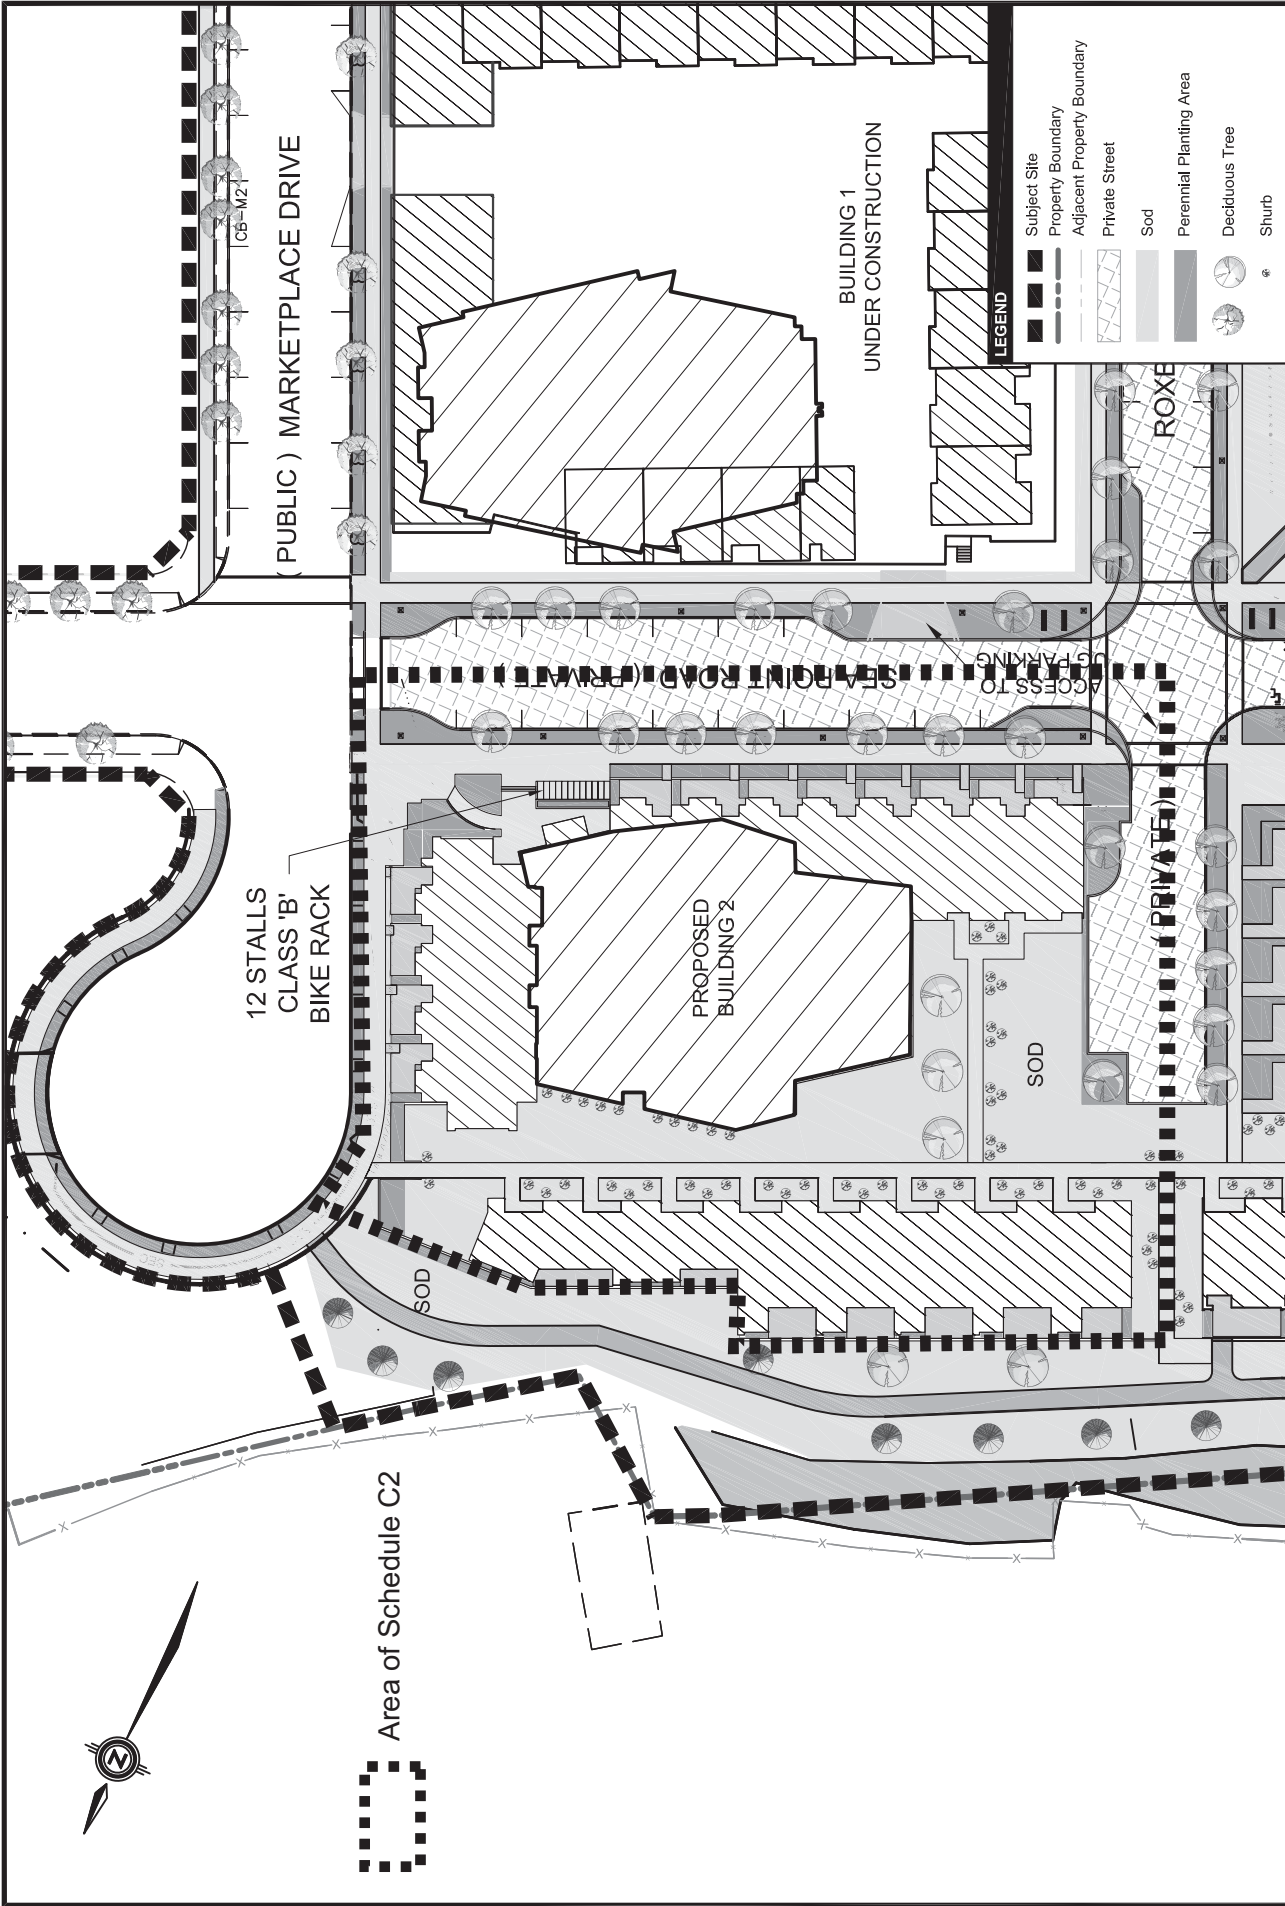 CB-M2
( PUBLIC ) MARKETPLACE DRIVE
BUILDING 1
UNDER CONSTRUCTION
LEGEND
Subject Site
Property Boundary
Adjacent Property Boundary
Private Street
Sod
Perennial Planting Area
Deciduous Tree
Shurb
ROXB
SEA POINT ROAD ( PRIVATE )
ACCESS TO
UG PARKING
12 STALLS
CLASS 'B'
BIKE RACK
PROPOSED
BUILDING 2
( PRIVATE )
SOD
SOD
SEC
Area of Schedule C2
N